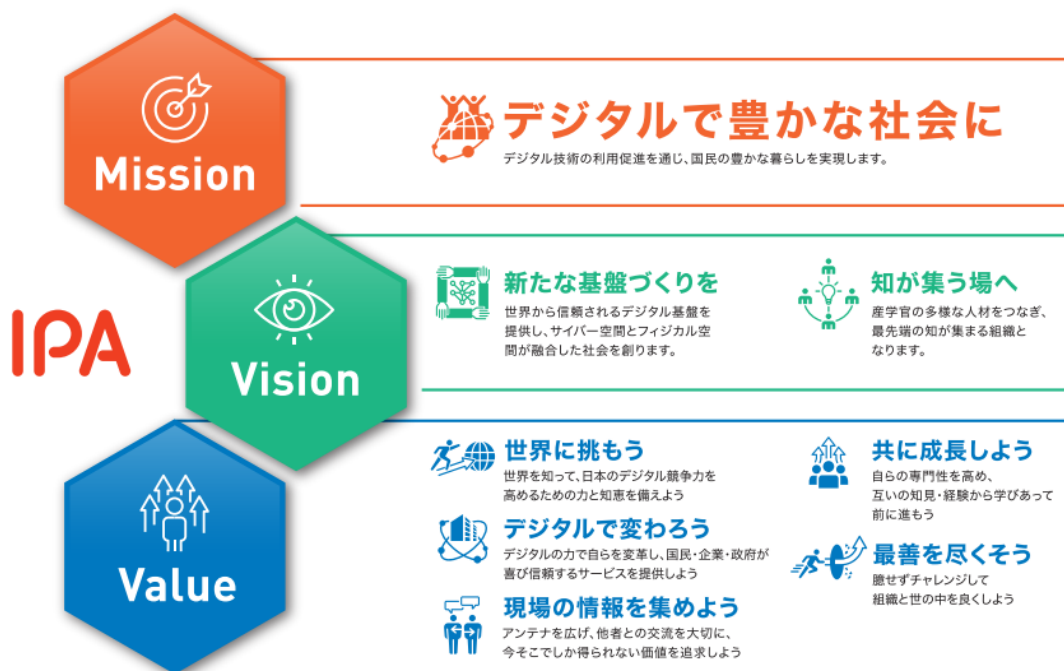 IPA
Mission
デジタルで豊かな社会に
デジタル技術の利用促進を通じ、国民の豊かな暮らしを実現します。
Vision
新たな基盤づくりを
世界から信頼されるデジタル基盤を
提供し、サイバー空間とフィジカル空
間が融合した社会を創ります。
知が集う場へ
産学官の多様な人材をつなぎ、
最先端の知が集まる組織と
なります。
Value
世界に挑もう
世界を知って、日本のデジタル競争力を
高めるための力と知恵を備えよう
デジタルで変わろう
デジタルの力で自らを変革し、国民・企業・政府が
喜び信頼するサービスを提供しよう
現場の情報を集めよう
アンテナを広げ、他者との交流を大切に、
今そこでしか得られない価値を追求しよう
共に成長しよう
自らの専門性を高め、
互いの知見・経験から学びあって
前に進もう
最善を尽くそう
臆せずチャレンジして
組織と世の中を良くしよう